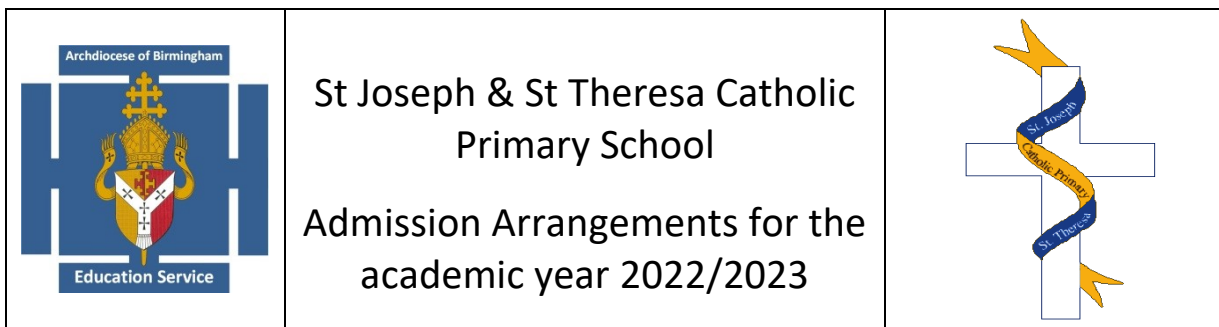 Archdiocese of Birmingham
Education Service
St Joseph & St Theresa Catholic
Primary School
Admission Arrangements for the
academic year 2022/2023
St. Joseph
Catholic Primary
St. Theresa